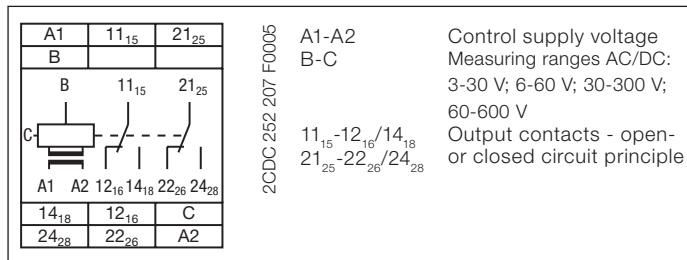 A1 11₁₅ 21₂₅
B
B 11₁₅ 21₂₅
C
A1 A2 12₁₆ 14₁₈ 22₂₆ 24₂₈
14₁₈ 12₁₆ C
24₂₈ 22₂₆ A2
2CDC 252 207 F0005
A1-A2 Control supply voltage
B-C Measuring ranges AC/DC:
3-30 V; 6-60 V; 30-300 V;
60-600 V
11₁₅-12₁₆/14₁₈ Output contacts - open-
21₂₅-22₂₆/24₂₈ or closed circuit principle